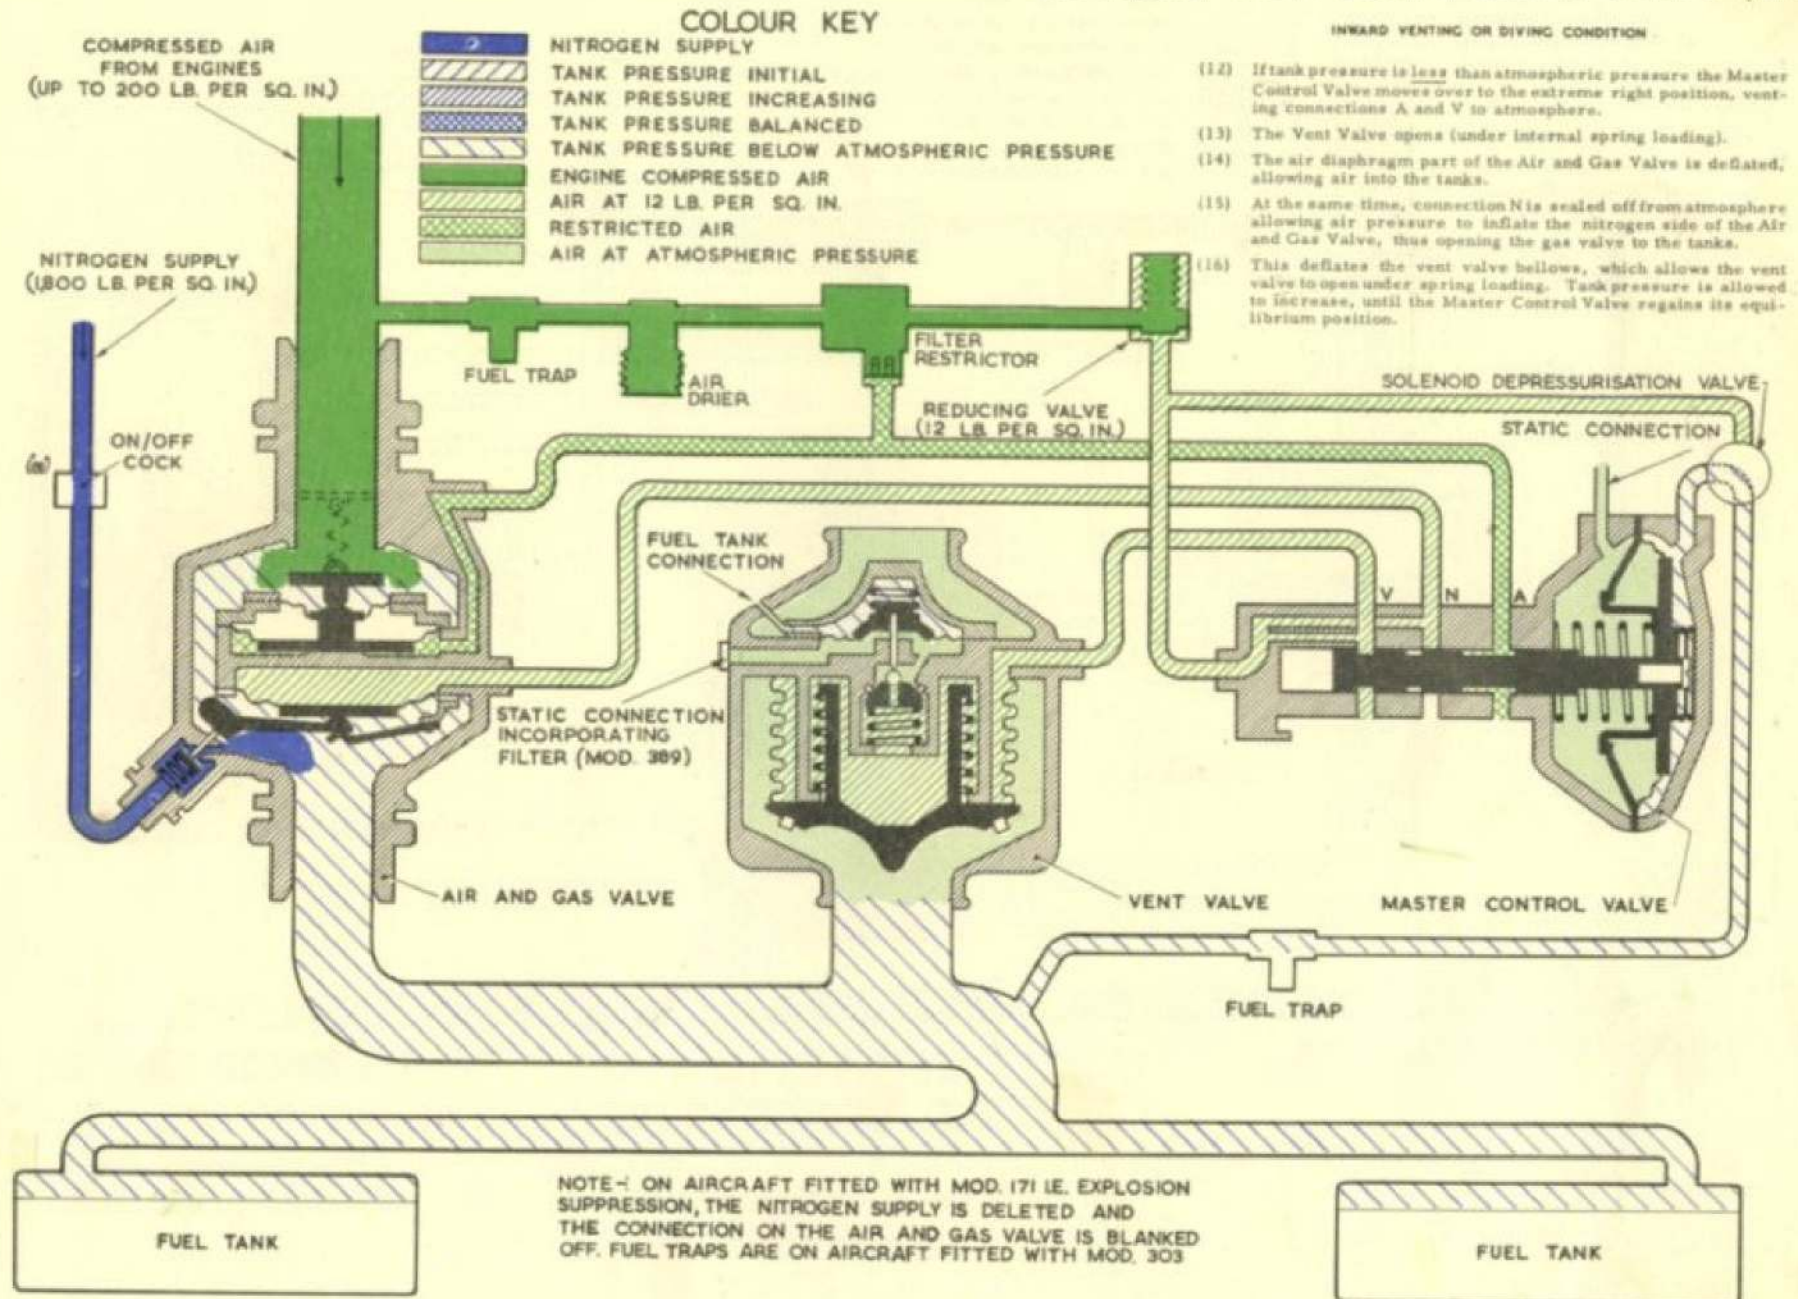 COLOUR KEY
NITROGEN SUPPLY
TANK PRESSURE INITIAL
TANK PRESSURE INCREASING
TANK PRESSURE BALANCED
TANK PRESSURE BELOW ATMOSPHERIC PRESSURE
ENGINE COMPRESSED AIR
AIR AT 12 LB. PER SQ. IN.
RESTRICTED AIR
AIR AT ATMOSPHERIC PRESSURE
COMPRESSED AIR
FROM ENGINES
(UP TO 200 LB. PER SQ. IN.)
NITROGEN SUPPLY
(1,800 LB. PER SQ. IN.)
INWARD VENTING OR DIVING CONDITION
(12) If tank pressure is less than atmospheric pressure the Master
Control Valve moves over to the extreme right position, vent-
ing connections A and V to atmosphere.
(13) The Vent Valve opens (under internal spring loading).
(14) The air diaphragm part of the Air and Gas Valve is deflated,
allowing air into the tanks.
(15) At the same time, connection N is sealed off from atmosphere
allowing air pressure to inflate the nitrogen side of the Air
and Gas Valve, thus opening the gas valve to the tanks.
(16) This deflates the vent valve bellows, which allows the vent
valve to open under spring loading. Tank pressure is allowed
to increase, until the Master Control Valve regains its equi-
librium position.
FUEL TRAP
AIR
DRIER
FILTER
RESTRICTOR
REDUCING VALVE
(12 LB. PER SQ. IN.)
SOLENOID DEPRESSURISATION VALVE
STATIC CONNECTION
ON/OFF
COCK
FUEL TANK
CONNECTION
V N A
STATIC CONNECTION
INCORPORATING
FILTER (MOD. 389)
AIR AND GAS VALVE
VENT VALVE
MASTER CONTROL VALVE
FUEL TRAP
NOTE:- ON AIRCRAFT FITTED WITH MOD. 171 I.E. EXPLOSION
SUPPRESSION, THE NITROGEN SUPPLY IS DELETED AND
THE CONNECTION ON THE AIR AND GAS VALVE IS BLANKED
OFF. FUEL TRAPS ARE ON AIRCRAFT FITTED WITH MOD. 303
FUEL TANK
FUEL TANK